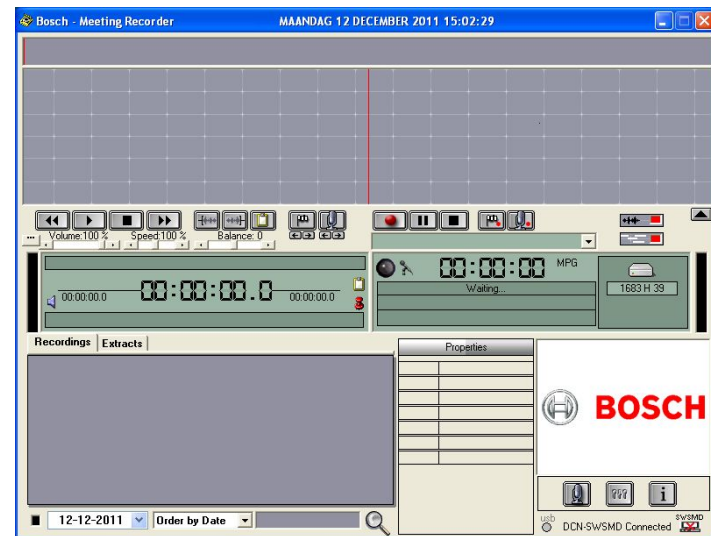 Bosch - Meeting Recorder MAANDAG 12 DECEMBER 2011 15:02:29
... Volume:100 % Speed:100 % Balance: 0
00:00:00.0 00:00:00.0 00:00:00.0
00:00:00 MPG
Waiting...
1683 H 39
Recordings Extracts
Properties
BOSCH
i
12-12-2011 Order by Date
usb DCN-SWSMD Connected SWSMD